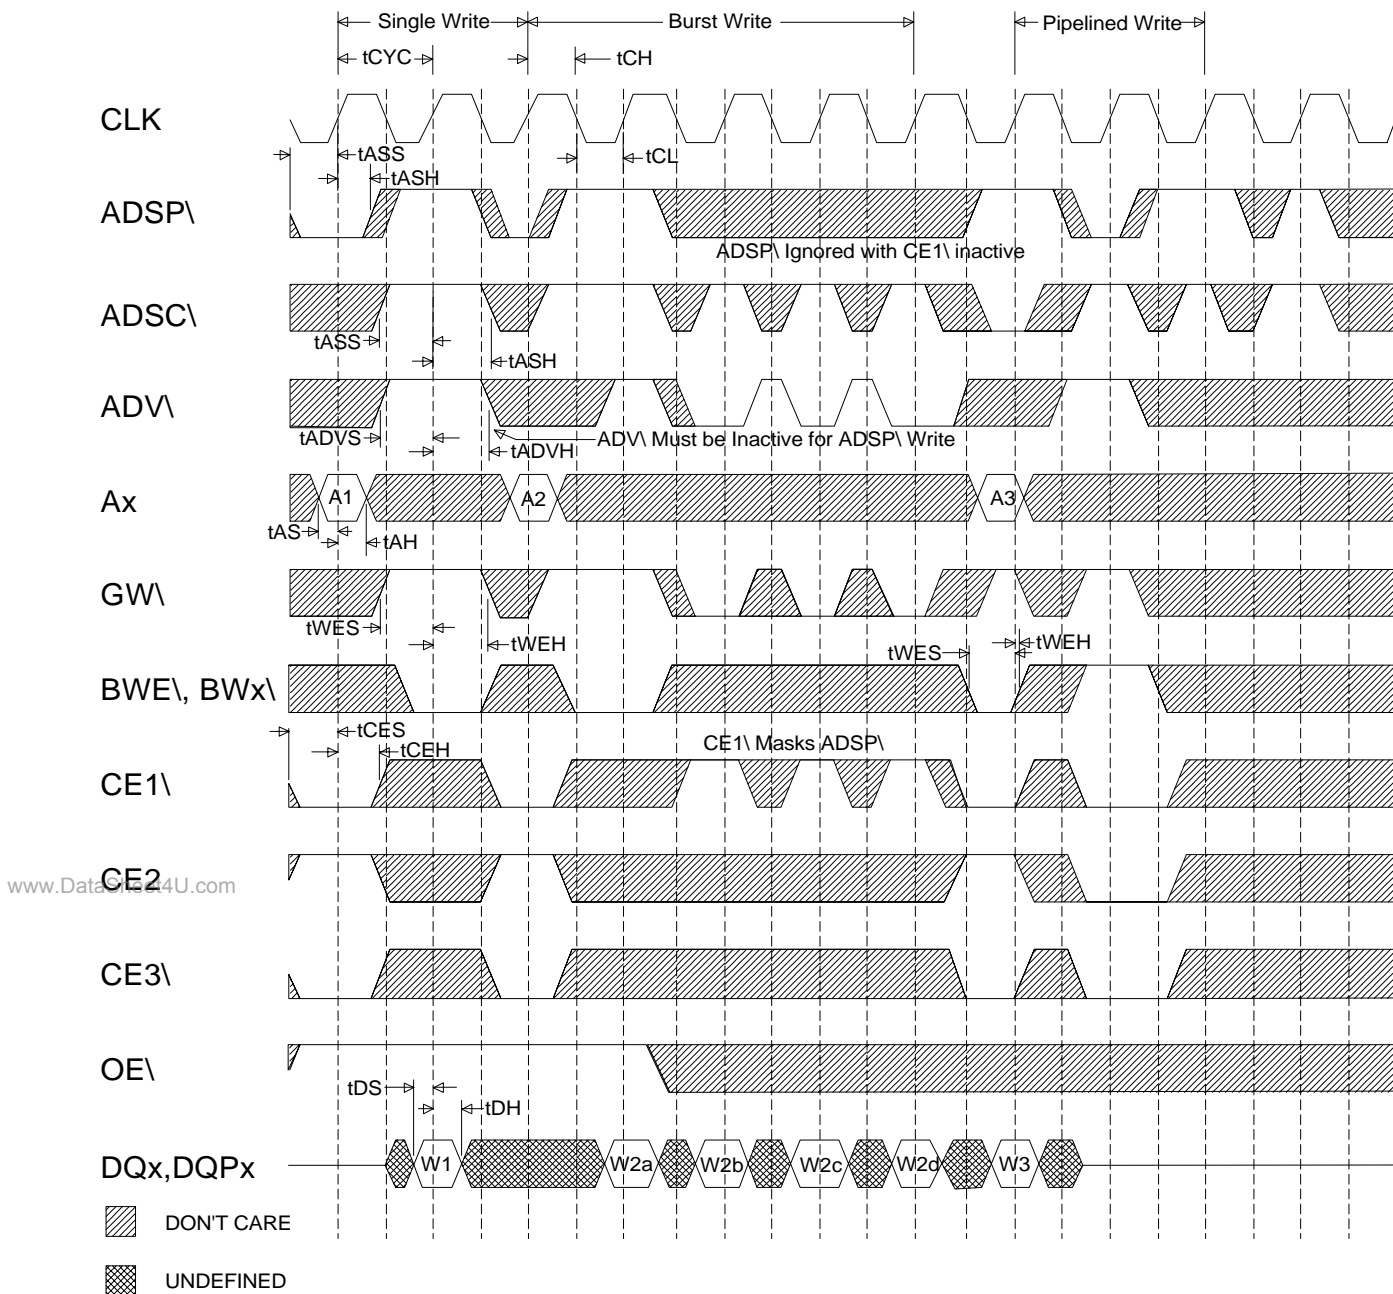 Single Write
Burst Write
Pipelined Write
tCYC
tCH
CLK
tASS
tCL
tASH
ADSP\
ADSP\ Ignored with CE1\ inactive
ADSC\
tASS
tASH
ADV\
tADVS
ADV\ Must be Inactive for ADSP\ Write
tADVH
Ax
A1
A2
A3
tAS
tAH
GW\
tWES
tWEH
tWES
tWEH
BWE\, BWx\
tCES
tCEH
CE1\ Masks ADSP\
CE1\
CE2
www.DataSheet4U.com
CE3\
OE\
tDS
tDH
DQx,DQPx
W1
W2a
W2b
W2c
W2d
W3
DON'T CARE
UNDEFINED